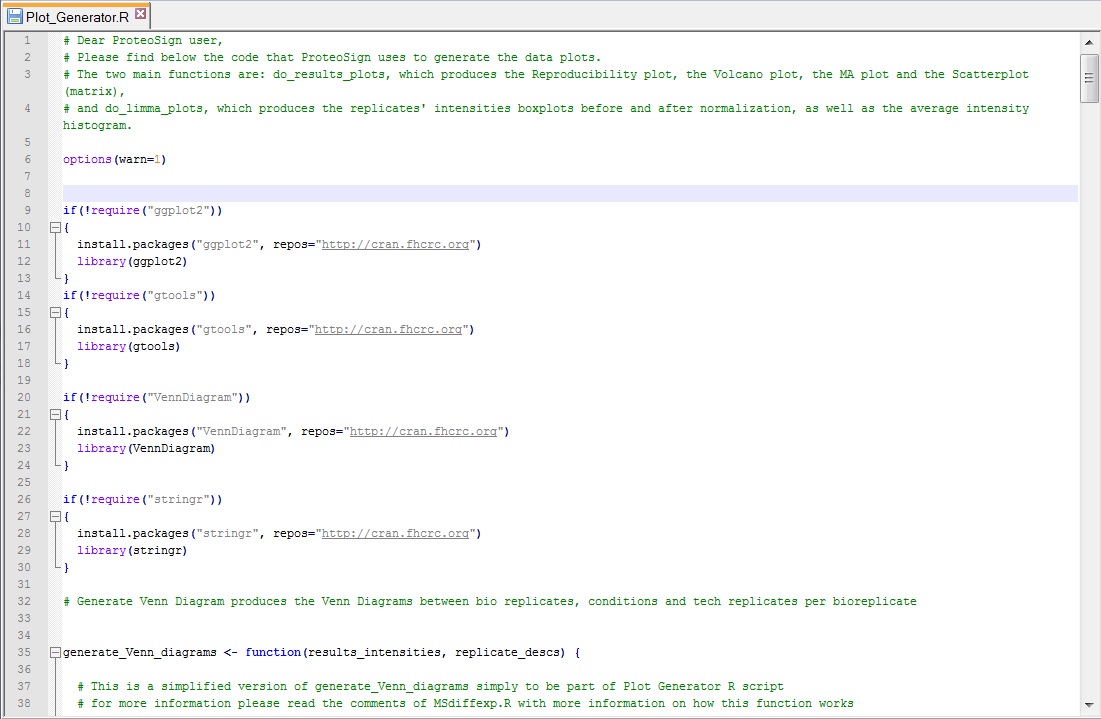 Plot_Generator.R
1 # Dear ProteoSign user,
2 # Please find below the code that ProteoSign uses to generate the data plots.
3 # The two main functions are: do_results_plots, which produces the Reproducibility plot, the Volcano plot, the MA plot and the Scatterplot
(matrix),
4 # and do_limma_plots, which produces the replicates' intensities boxplots before and after normalization, as well as the average intensity
histogram.
5
6 options(warn=1)
7
8
9 if(!require("ggplot2"))
10 {
11 install.packages("ggplot2", repos="http://cran.fhcrc.org")
12 library(ggplot2)
13 }
14 if(!require("gtools"))
15 {
16 install.packages("gtools", repos="http://cran.fhcrc.org")
17 library(gtools)
18 }
19
20 if(!require("VennDiagram"))
21 {
22 install.packages("VennDiagram", repos="http://cran.fhcrc.org")
23 library(VennDiagram)
24 }
25
26 if(!require("stringr"))
27 {
28 install.packages("stringr", repos="http://cran.fhcrc.org")
29 library(stringr)
30 }
31
32 # Generate Venn Diagram produces the Venn Diagrams between bio replicates, conditions and tech replicates per bioreplicate
33
34
35 generate_Venn_diagrams <- function(results_intensities, replicate_descs) {
36
37 # This is a simplified version of generate_Venn_diagrams simply to be part of Plot Generator R script
38 # for more information please read the comments of MSdiffexp.R with more information on how this function works